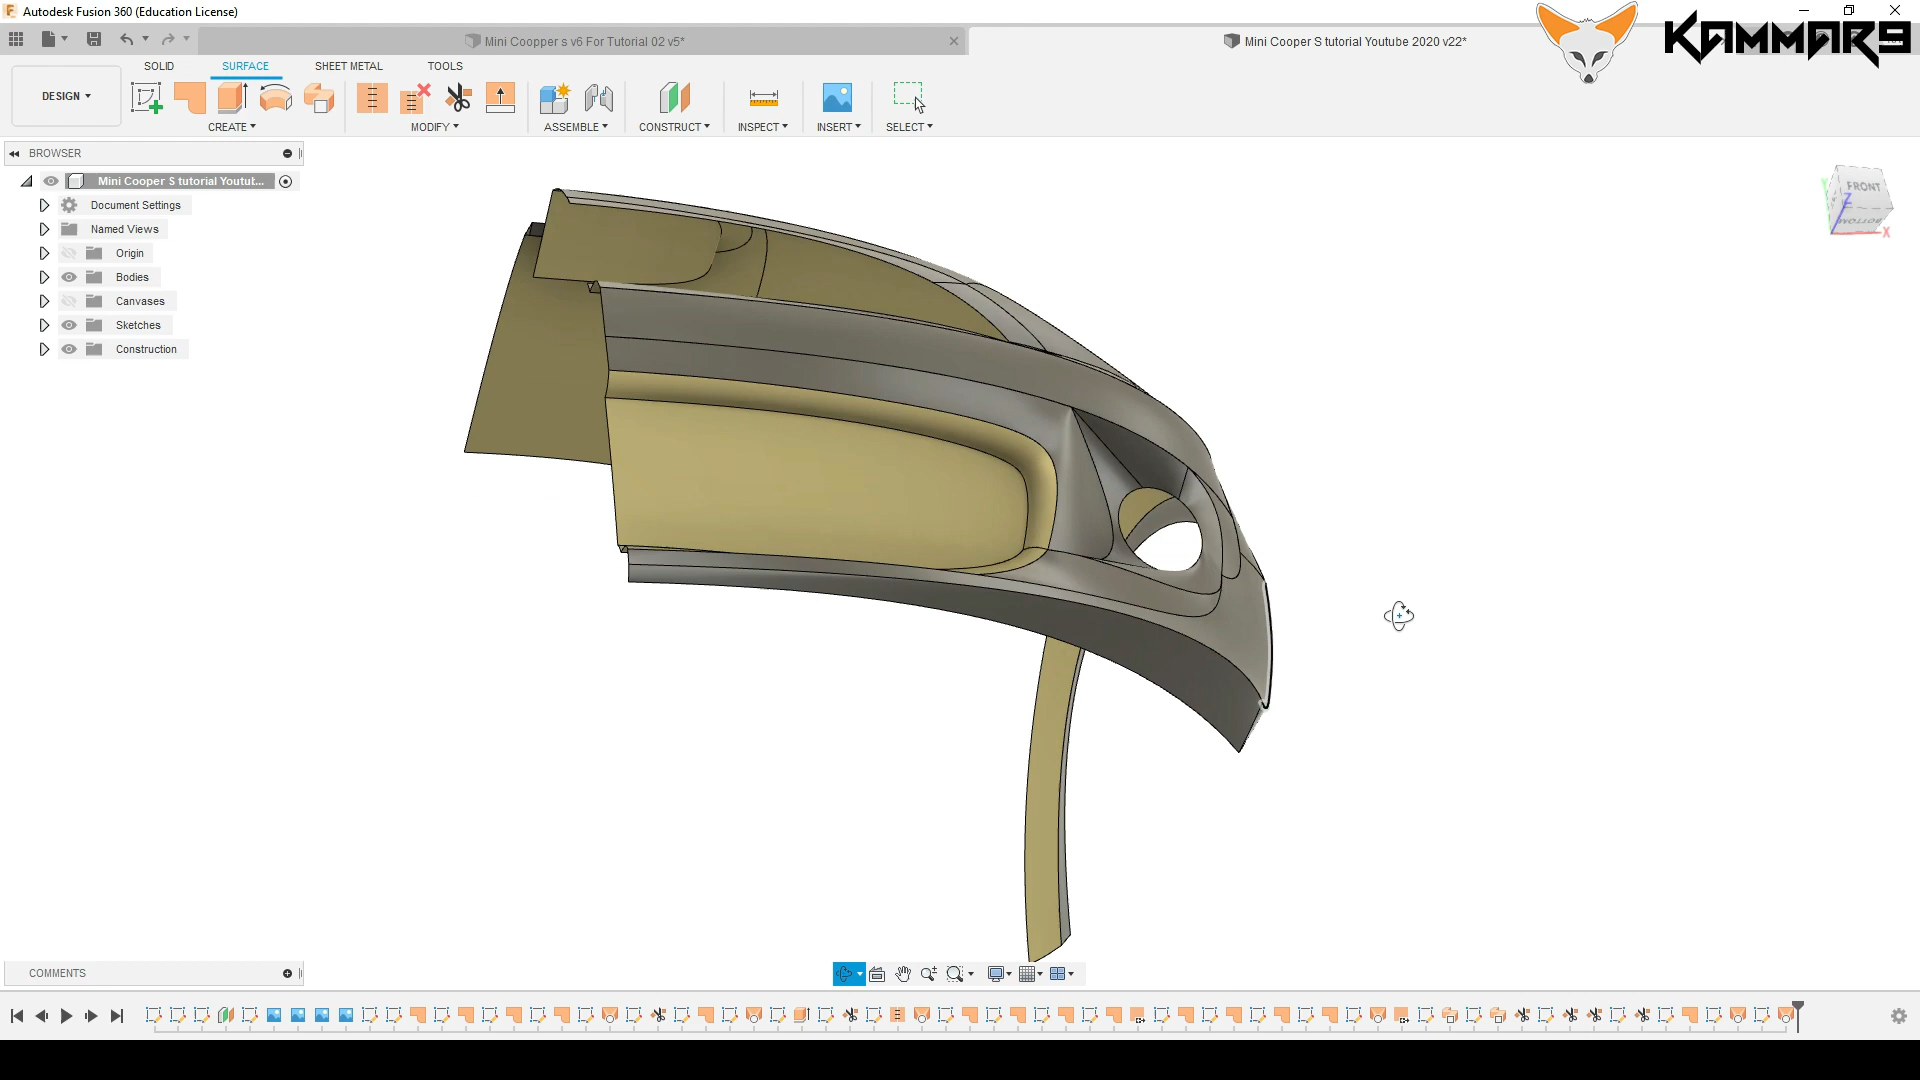 Autodesk Fusion 360 (Education License)
KAMMAR9
Mini Coopper s v6 For Tutorial 02 v5*
Mini Cooper S tutorial Youtube 2020 v22*
SOLID
SURFACE
SHEET METAL
TOOLS
DESIGN
CREATE
MODIFY
ASSEMBLE
CONSTRUCT
INSPECT
INSERT
SELECT
BROWSER
Mini Cooper S tutorial Youtut...
Document Settings
Named Views
Origin
Bodies
Canvases
Sketches
Construction
FRONT
BOTTOM
Y
Z
X
COMMENTS